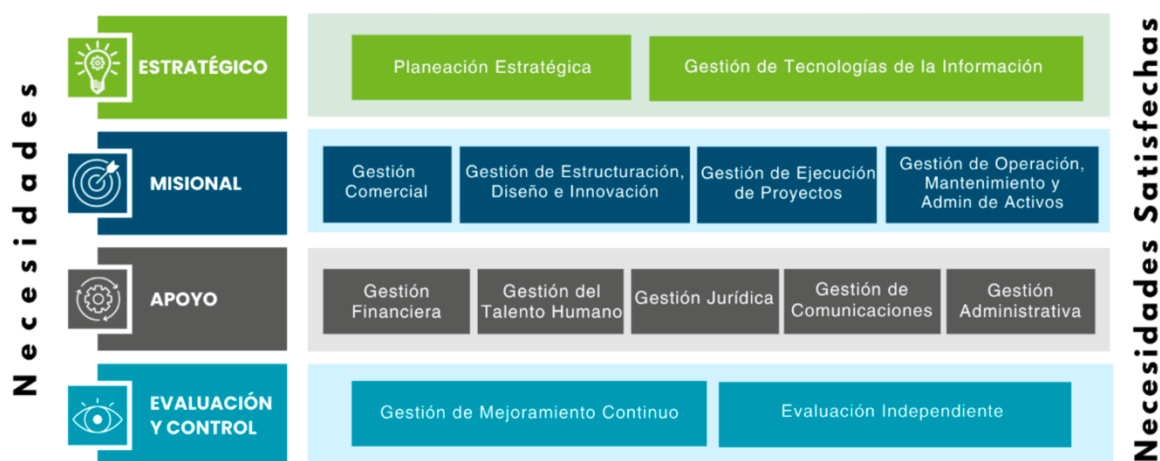 Necesidades
ESTRATÉGICO
Planeación Estratégica
Gestión de Tecnologías de la Información
MISIONAL
Gestión
Comercial
Gestión de Estructuración,
Diseño e Innovación
Gestión de Ejecución
de Proyectos
Gestión de Operación,
Mantenimiento y
Admin de Activos
APOYO
Gestión
Financiera
Gestión del
Talento Humano
Gestión Jurídica
Gestión de
Comunicaciones
Gestión
Administrativa
EVALUACIÓN
Y CONTROL
Gestión de Mejoramiento Continuo
Evaluación Independiente
Necesidades Satisfechas